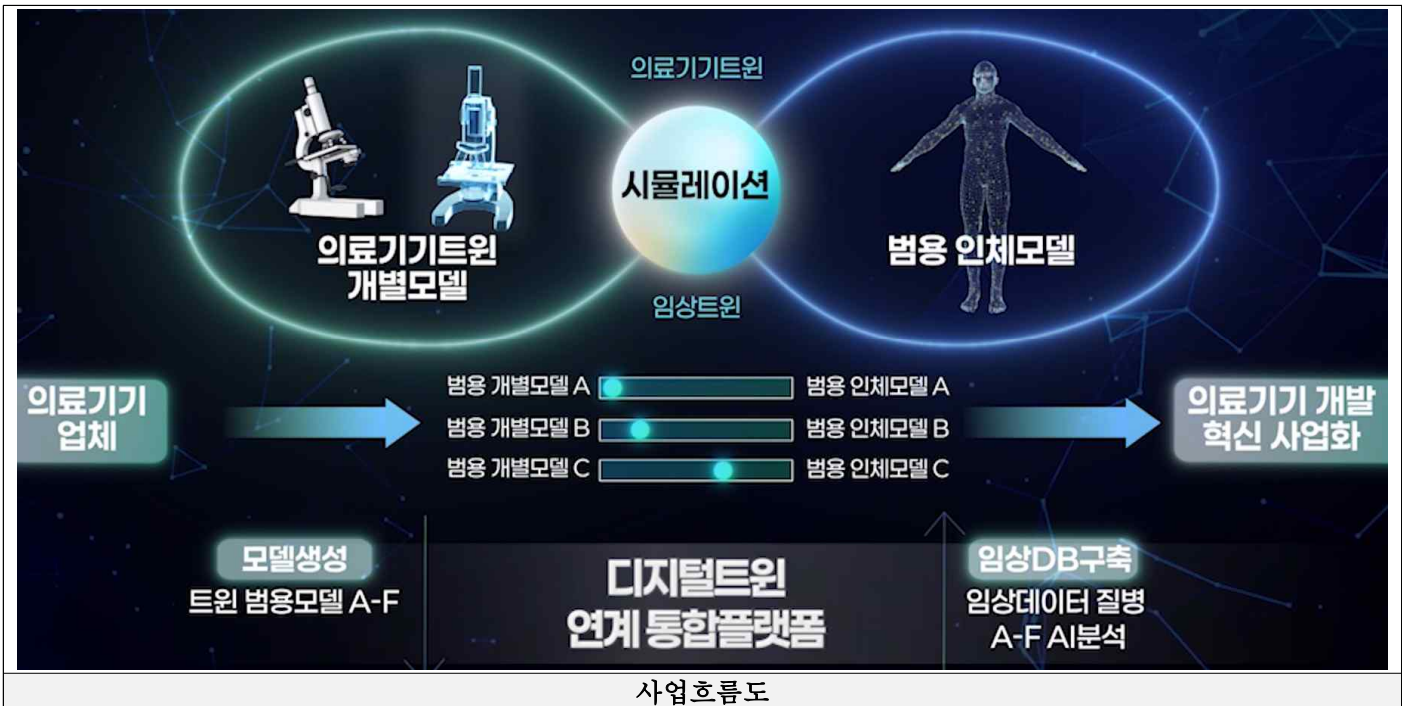 의료기기트윈
시뮬레이션
의료기기트윈
개별모델
범용 인체모델
임상트윈
의료기기
업체
범용 개별모델 A
범용 인체모델 A
범용 개별모델 B
범용 인체모델 B
범용 개별모델 C
범용 인체모델 C
의료기기 개발
혁신 사업화
모델생성
트윈 범용모델 A-F
디지털트윈
연계 통합플랫폼
임상DB구축
임상데이터 질병
A-F AI분석
사업흐름도